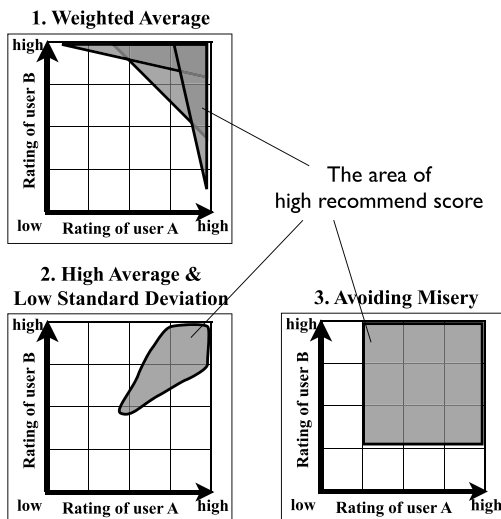 1. Weighted Average
high
Rating of user B
low
Rating of user A
high
The area of
high recommend score
2. High Average &
Low Standard Deviation
high
Rating of user B
low
Rating of user A
high
3. Avoiding Misery
high
Rating of user B
low
Rating of user A
high